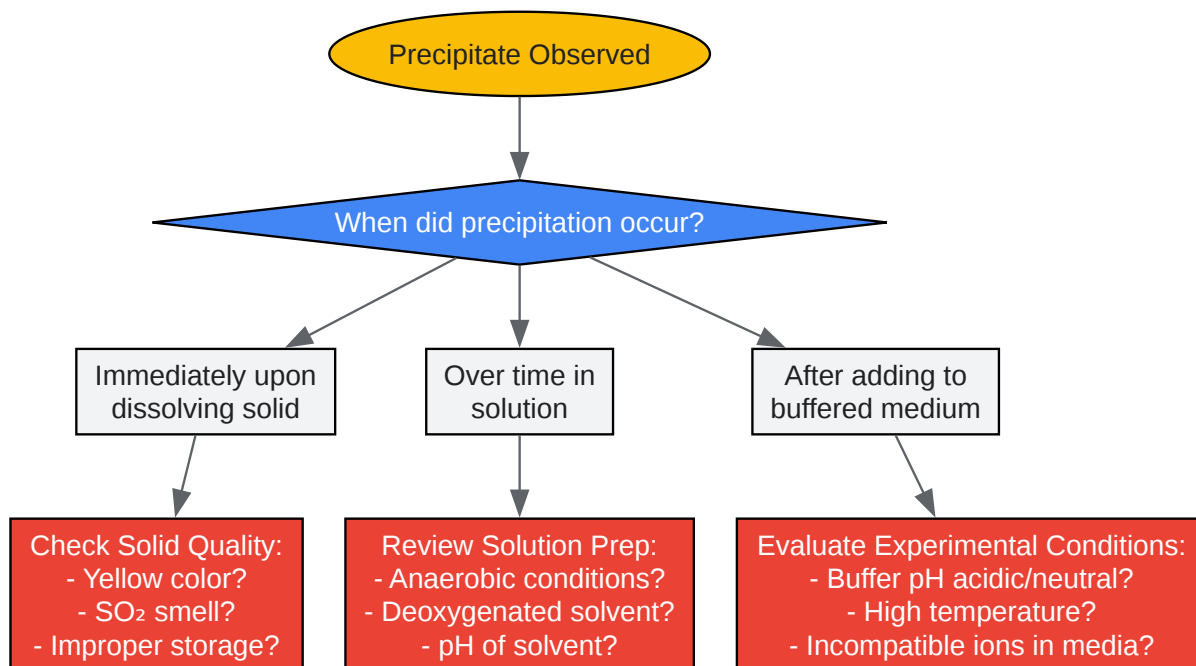 Precipitate Observed
When did precipitation occur?
Immediately upon
dissolving solid
Over time in
solution
After adding to
buffered medium
Check Solid Quality:
- Yellow color?
- SO₂ smell?
- Improper storage?
Review Solution Prep:
- Anaerobic conditions?
- Deoxygenated solvent?
- pH of solvent?
Evaluate Experimental Conditions:
- Buffer pH acidic/neutral?
- High temperature?
- Incompatible ions in media?